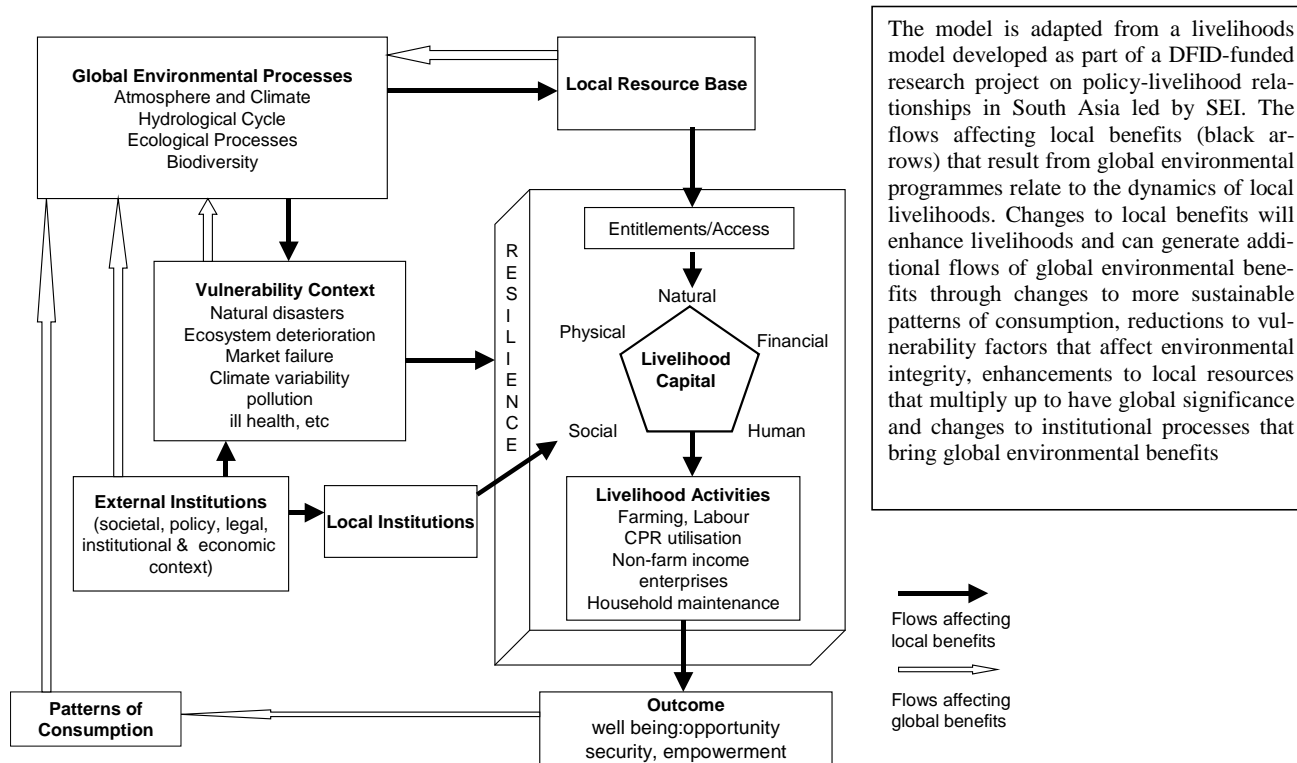 Global Environmental Processes
Atmosphere and Climate
Hydrological Cycle
Ecological Processes
Biodiversity
Local Resource Base
Entitlements/Access
RESILIENCE
Natural
Physical
Financial
Livelihood
Capital
Social
Human
Vulnerability Context
Natural disasters
Ecosystem deterioration
Market failure
Climate variability
pollution
ill health, etc
External Institutions
(societal, policy, legal,
institutional & economic
context)
Local Institutions
Livelihood Activities
Farming, Labour
CPR utilisation
Non-farm income
enterprises
Household maintenance
Patterns of
Consumption
Outcome
well being:opportunity
security, empowerment
The model is adapted from a livelihoods
model developed as part of a DFID-funded
research project on policy-livelihood rela-
tionships in South Asia led by SEI. The
flows affecting local benefits (black ar-
rows) that result from global environmental
programmes relate to the dynamics of local
livelihoods. Changes to local benefits will
enhance livelihoods and can generate addi-
tional flows of global environmental bene-
fits through changes to more sustainable
patterns of consumption, reductions to vul-
nerability factors that affect environmental
integrity, enhancements to local resources
that multiply up to have global significance
and changes to institutional processes that
bring global environmental benefits
Flows affecting
local benefits
Flows affecting
global benefits